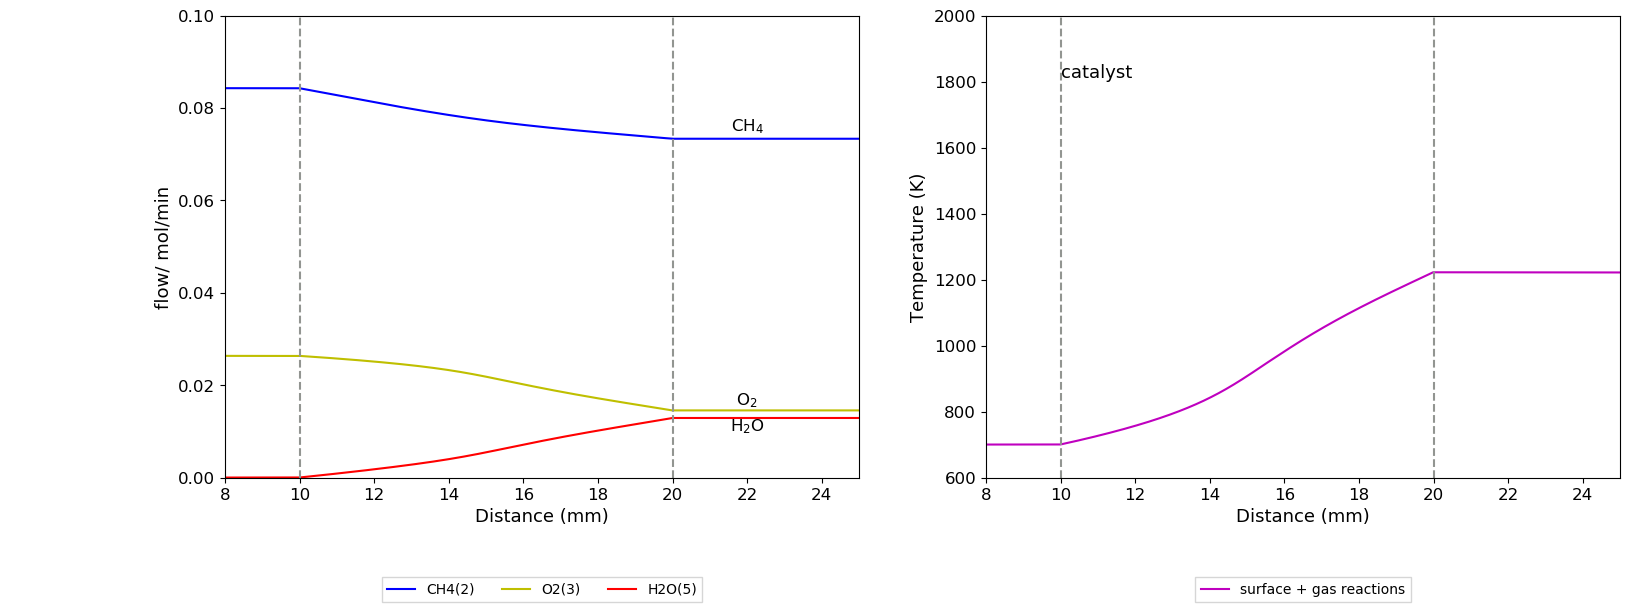 0.10
0.08
0.06
0.04
0.02
0.00
flow/ mol/min
CH₄
O₂
H₂O
8 10 12 14 16 18 20 22 24
Distance (mm)
CH4(2) O2(3) H2O(5)
2000
1800
1600
1400
1200
1000
800
600
Temperature (K)
catalyst
8 10 12 14 16 18 20 22 24
Distance (mm)
surface + gas reactions